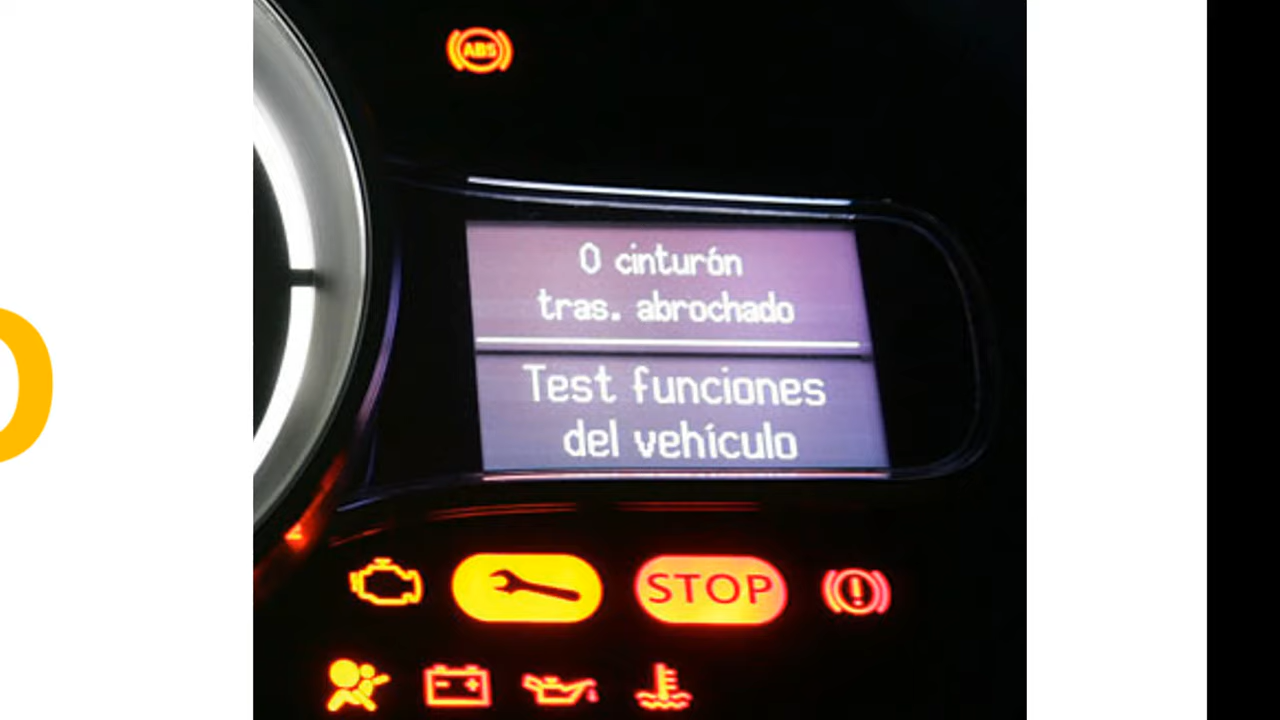 ABS
0 cinturón
tras. abrochado
Test funciones
del vehículo
STOP